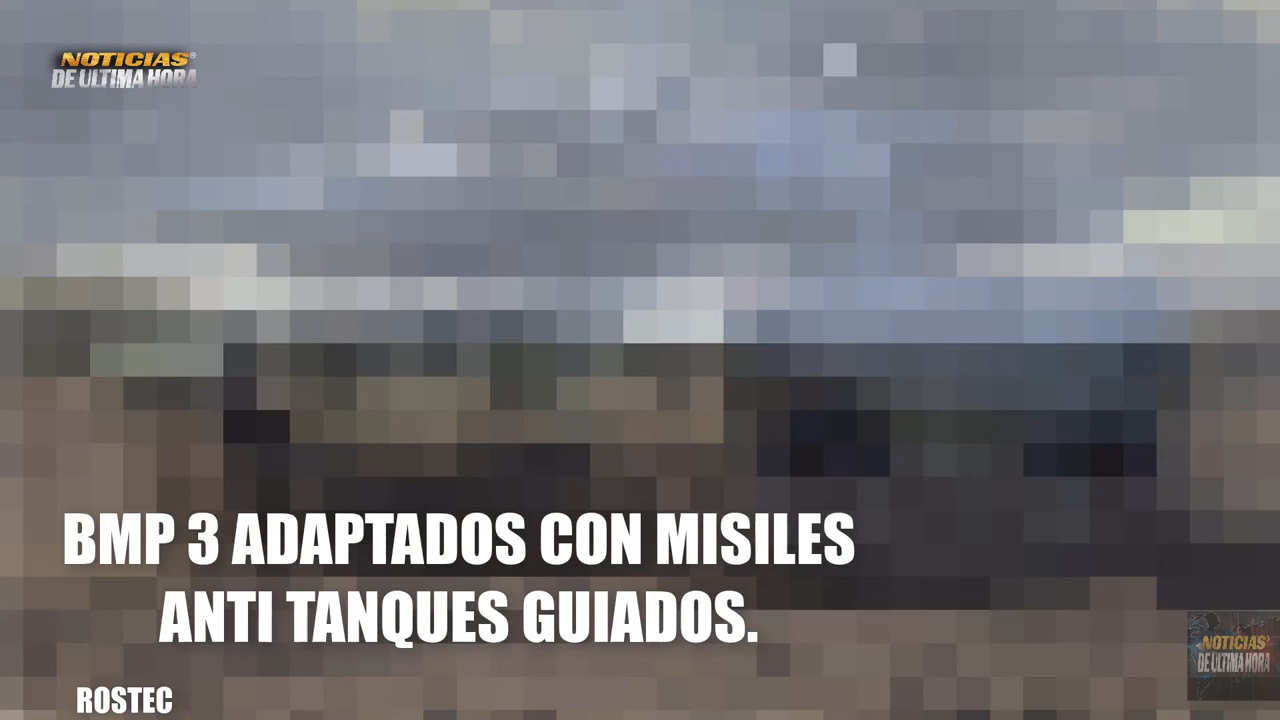 NOTICIAS®
DE ULTIMA HORA
BMP 3 ADAPTADOS CON MISILES
ANTI TANQUES GUIADOS.
NOTICIAS
DE ULTIMA HORA
ROSTEC